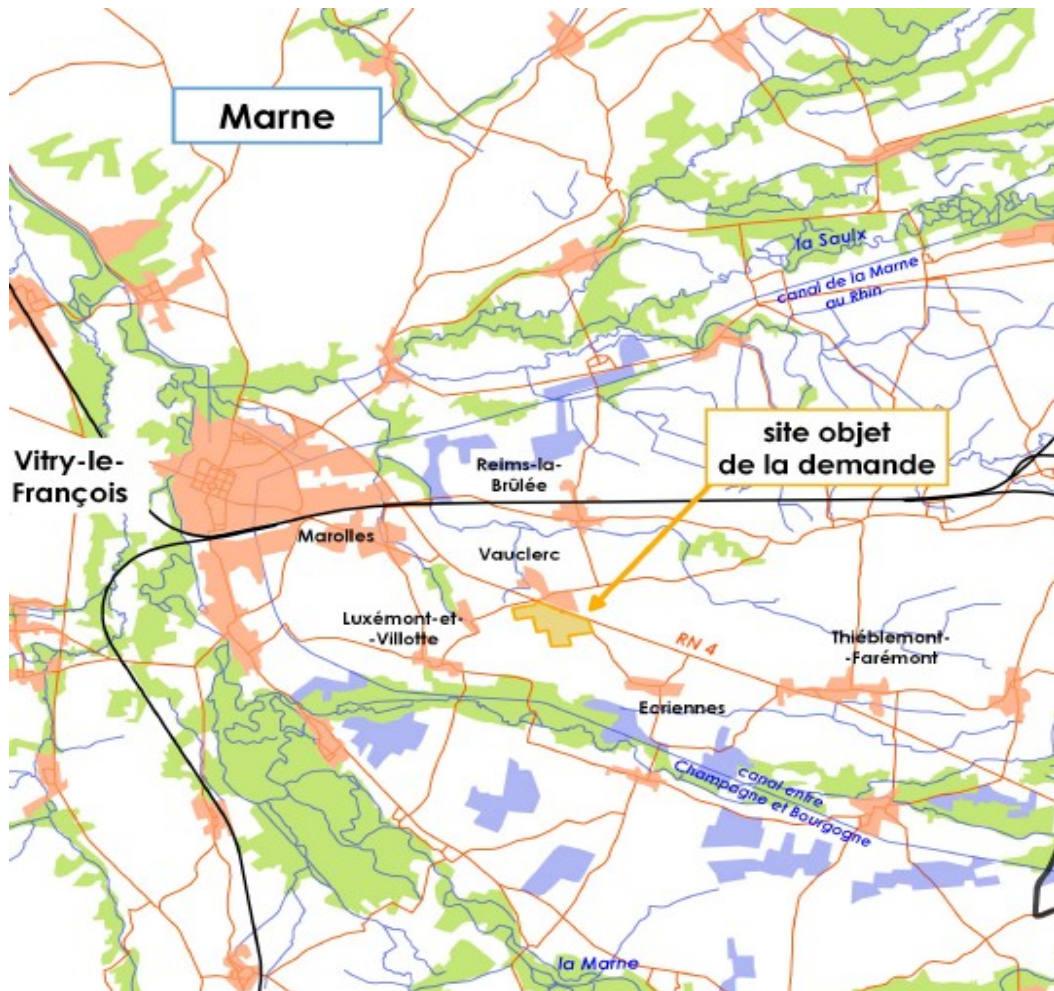 Marne
la Saulx
canal de la Marne
au Rhin
site objet
de la demande
Vitry-le-
François
Reims-la-
Brûlée
Marolles
Vauclerc
Luxémont-et-
-Villotte
RN 4
Thiéblemont-
-Farémont
Ecriennes
canal entre
Champagne et Bourgogne
la Marne